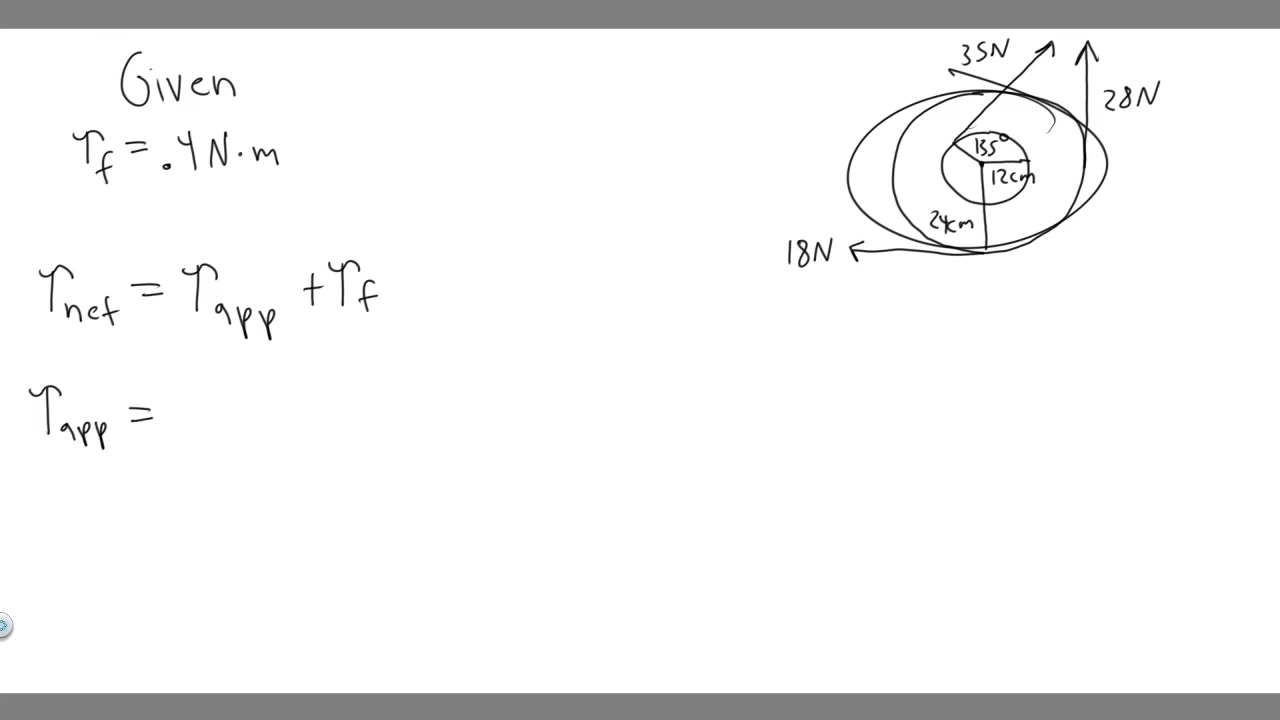 Given
τf = .4 N·m
τnet = τapp + τf
τapp =
35N
28N
135°
12cm
24cm
18N